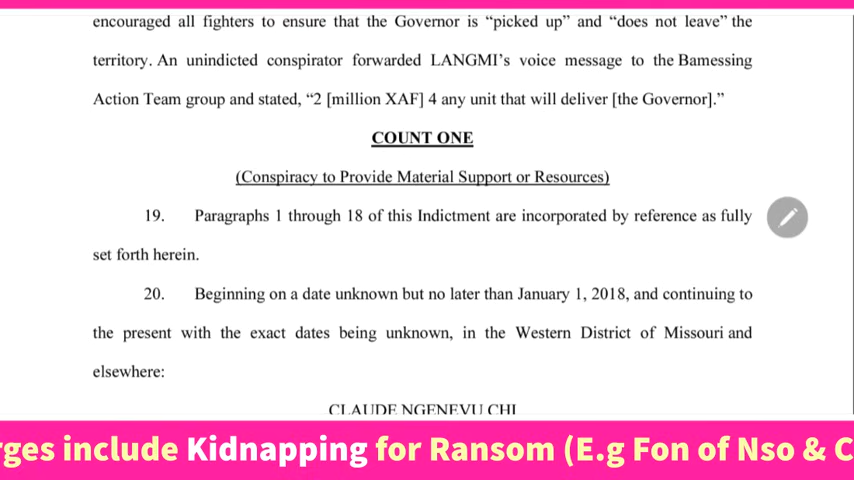 encouraged all fighters to ensure that the Governor is “picked up” and “does not leave” the
territory. An unindicted conspirator forwarded LANGMI’s voice message to the Bamessing
Action Team group and stated, “2 [million XAF] 4 any unit that will deliver [the Governor].”
COUNT ONE
(Conspiracy to Provide Material Support or Resources)
19. Paragraphs 1 through 18 of this Indictment are incorporated by reference as fully
set forth herein.
20. Beginning on a date unknown but no later than January 1, 2018, and continuing to
the present with the exact dates being unknown, in the Western District of Missouri and
elsewhere:
CLAUDE NGENEVU CHI
rges include Kidnapping for Ransom (E.g Fon of Nso & C